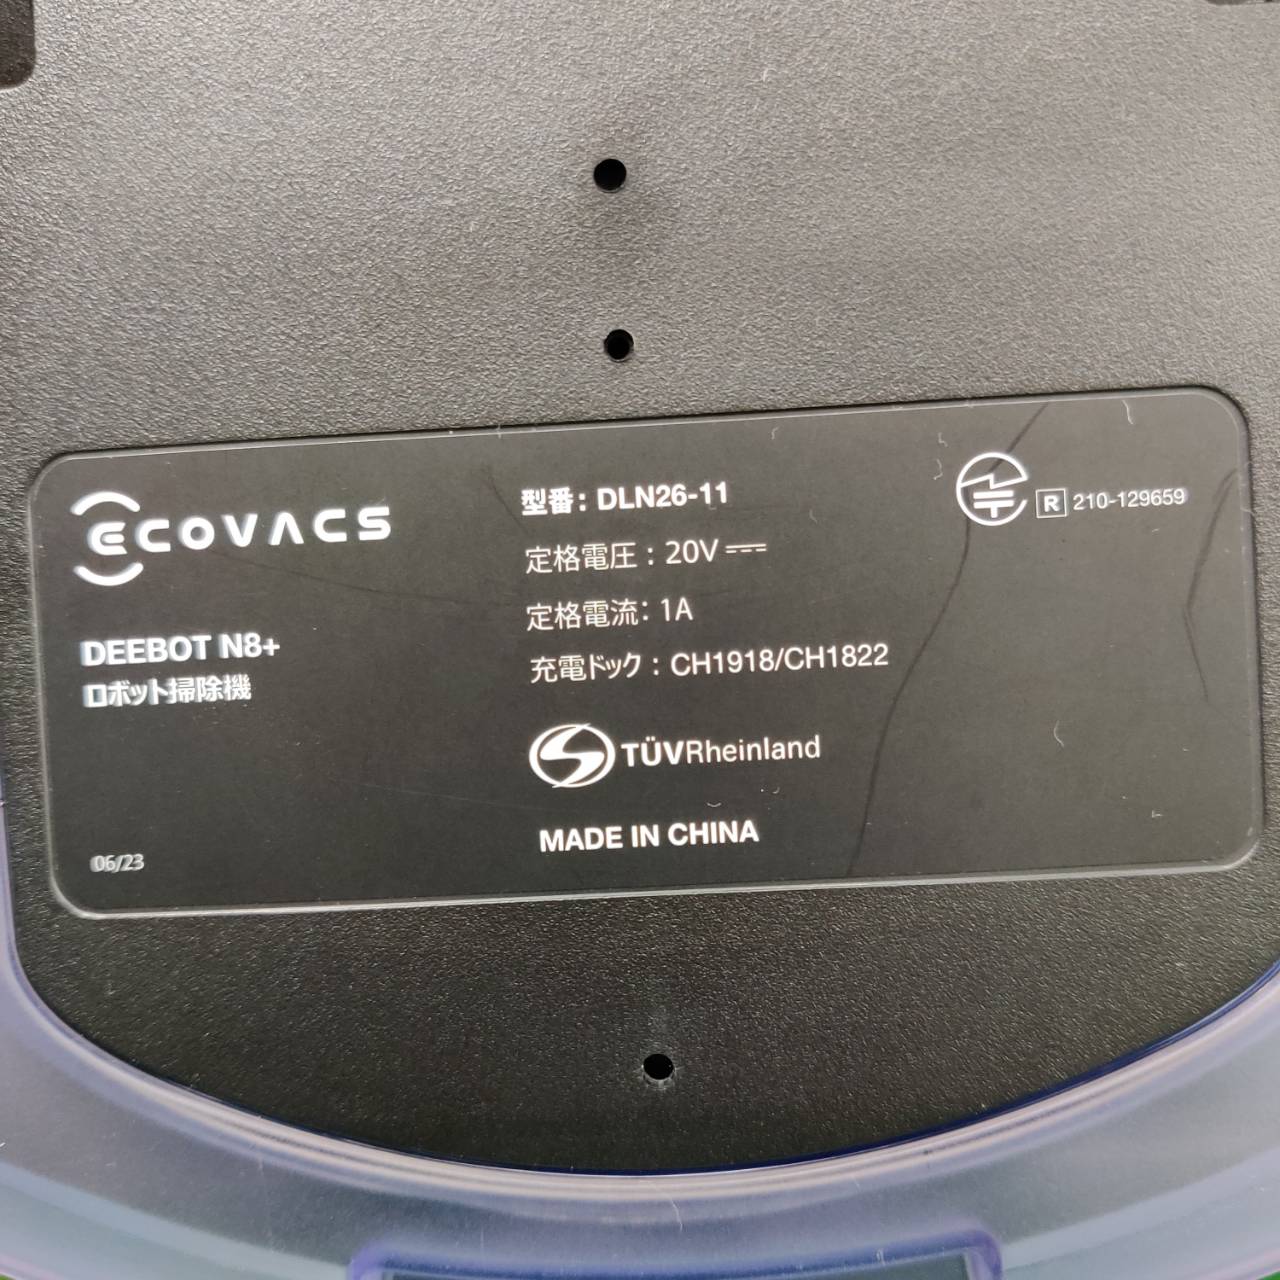 ECOVACS
DEEBOT N8+
ロボット掃除機
06/23
型番: DLN26-11
定格電圧: 20V
定格電流: 1A
充電ドック: CH1918/CH1822
TÜVRheinland
MADE IN CHINA
R 210-129659